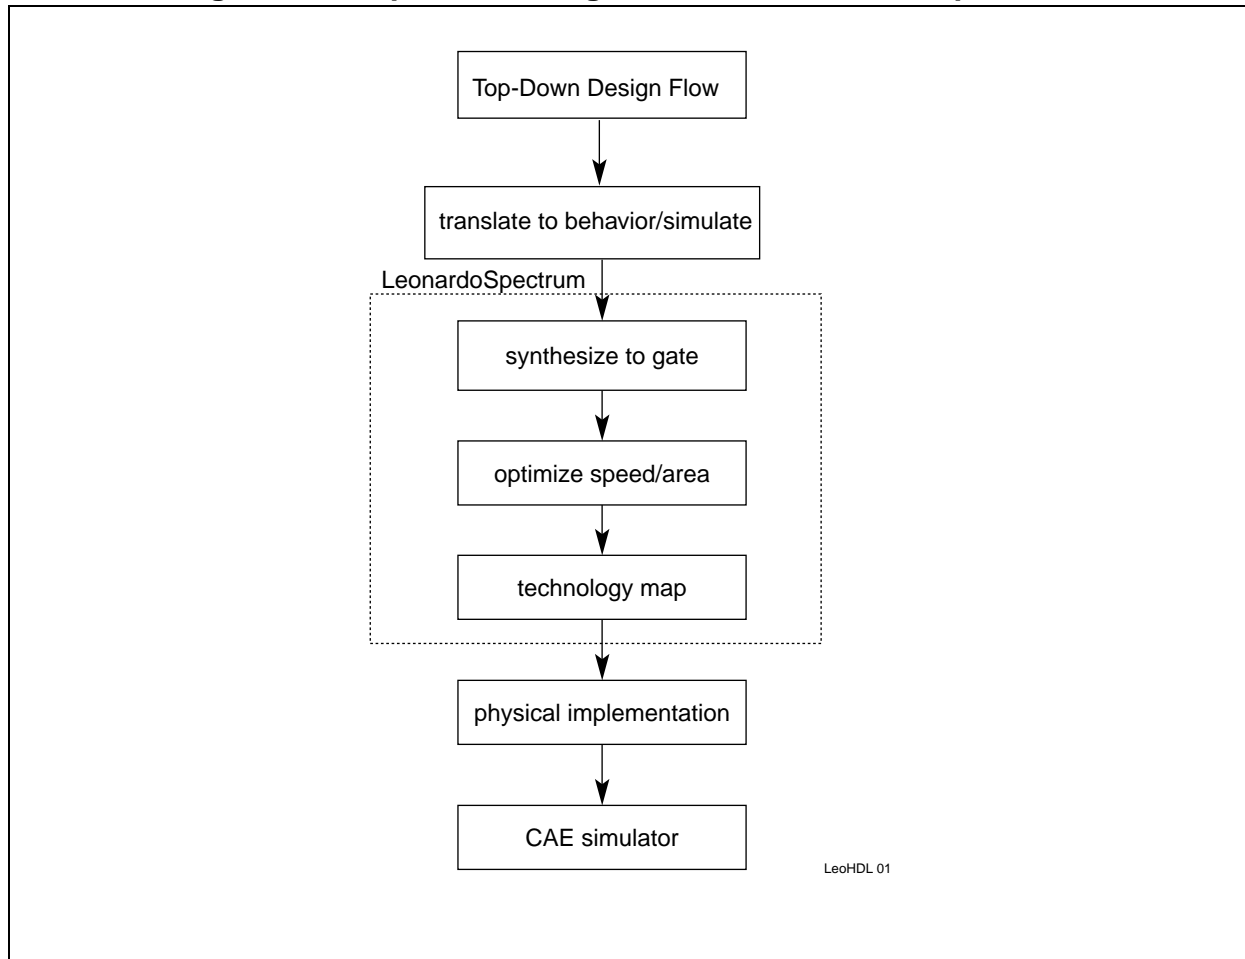 Top-Down Design Flow
translate to behavior/simulate
LeonardoSpectrum
synthesize to gate
optimize speed/area
technology map
physical implementation
CAE simulator
LeoHDL 01